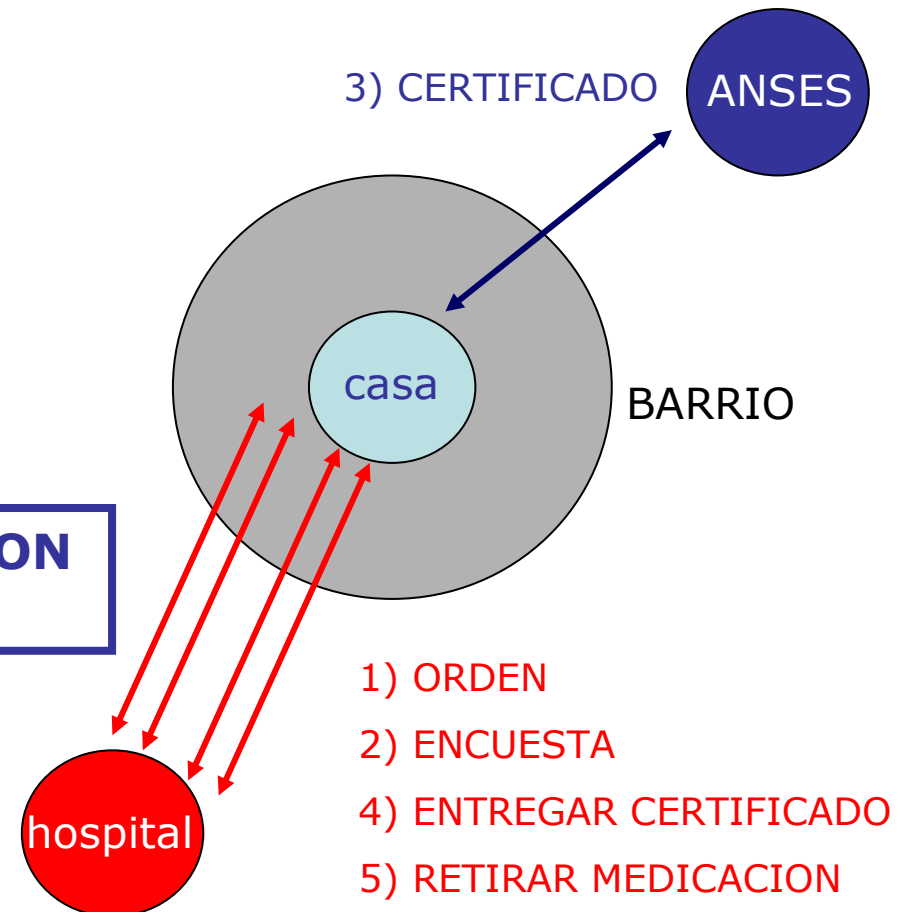 3) CERTIFICADO
ANSES
casa
BARRIO
ON
1) ORDEN
2) ENCUESTA
4) ENTREGAR CERTIFICADO
hospital
5) RETIRAR MEDICACION